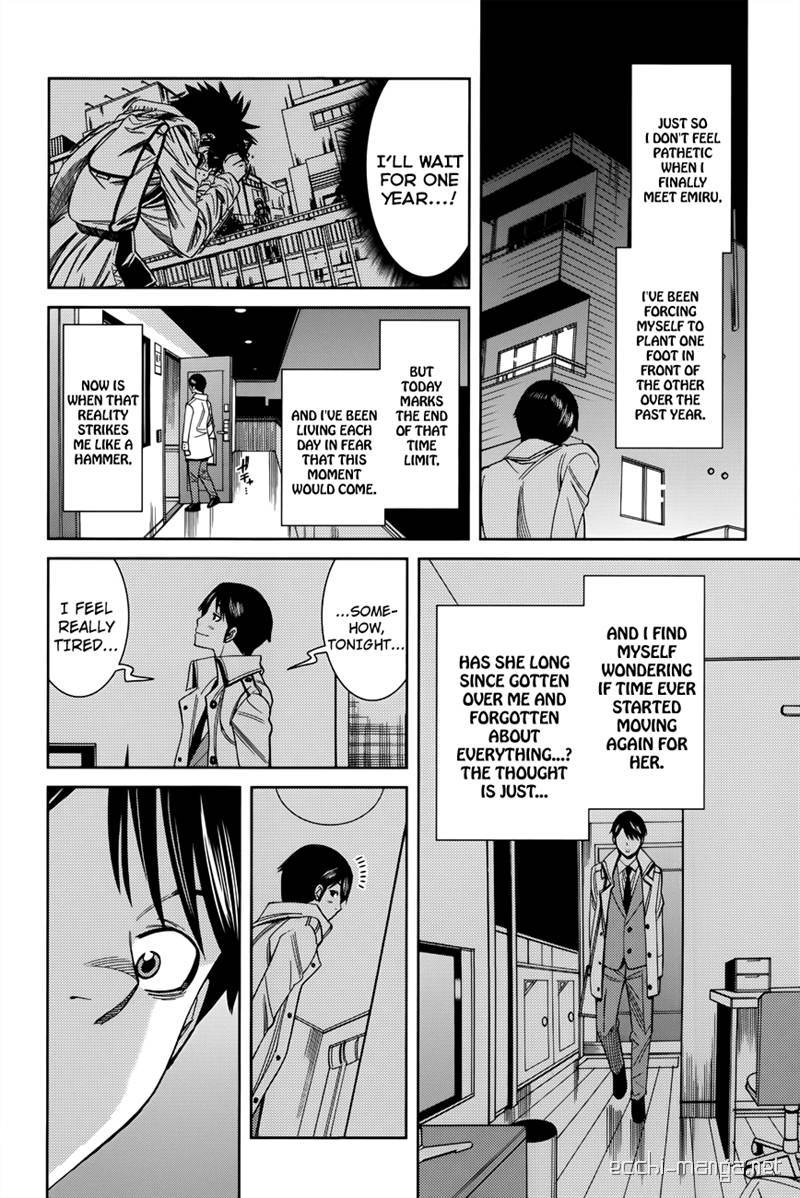 JUST SO
I DON'T FEEL
PATHETIC
WHEN I
FINALLY
MEET EMIRU.
I'VE BEEN
FORCING
MYSELF TO
PLANT ONE
FOOT IN
FRONT OF
THE OTHER
OVER THE
PAST YEAR.
I'LL WAIT
FOR ONE
YEAR...!
BUT
TODAY
MARKS
THE END
OF THAT
TIME
LIMIT.
AND I'VE BEEN
LIVING EACH
DAY IN FEAR
THAT THIS
MOMENT
WOULD COME.
NOW IS
WHEN THAT
REALITY
STRIKES
ME LIKE A
HAMMER.
AND I FIND
MYSELF
WONDERING
IF TIME EVER
STARTED
MOVING
AGAIN FOR
HER.
HAS SHE LONG
SINCE GOTTEN
OVER ME AND
FORGOTTEN
ABOUT
EVERYTHING...?
THE THOUGHT
IS JUST...
...SOME-
HOW,
TONIGHT...
I FEEL
REALLY
TIRED...
ecchi-manga.net